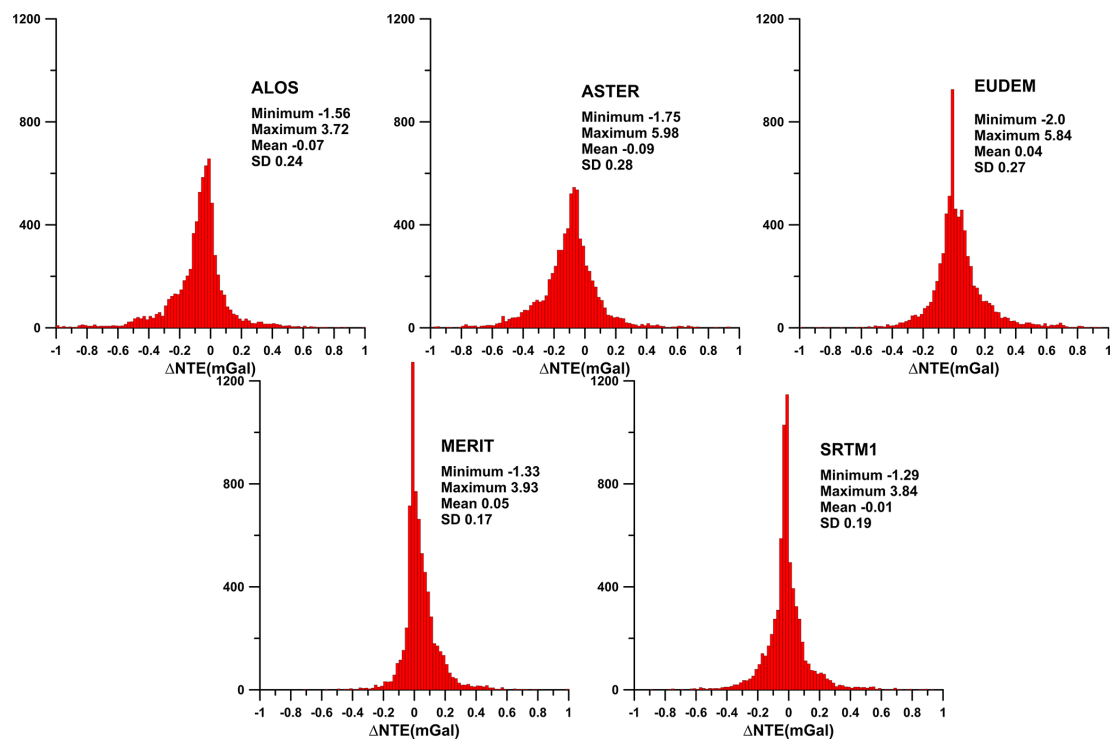 1200
800
400
0
ALOS
Minimum -1.56
Maximum 3.72
Mean -0.07
SD 0.24
-1 -0.8 -0.6 -0.4 -0.2 0 0.2 0.4 0.6 0.8 1
ΔNTE(mGal)
1200
800
400
0
ASTER
Minimum -1.75
Maximum 5.98
Mean -0.09
SD 0.28
-1 -0.8 -0.6 -0.4 -0.2 0 0.2 0.4 0.6 0.8 1
ΔNTE(mGal)
1200
800
400
0
EUDEM
Minimum -2.0
Maximum 5.84
Mean 0.04
SD 0.27
-1 -0.8 -0.6 -0.4 -0.2 0 0.2 0.4 0.6 0.8 1
ΔNTE(mGal)
1200
800
400
0
MERIT
Minimum -1.33
Maximum 3.93
Mean 0.05
SD 0.17
-1 -0.8 -0.6 -0.4 -0.2 0 0.2 0.4 0.6 0.8 1
ΔNTE(mGal)
1200
800
400
0
SRTM1
Minimum -1.29
Maximum 3.84
Mean -0.01
SD 0.19
-1 -0.8 -0.6 -0.4 -0.2 0 0.2 0.4 0.6 0.8 1
ΔNTE(mGal)